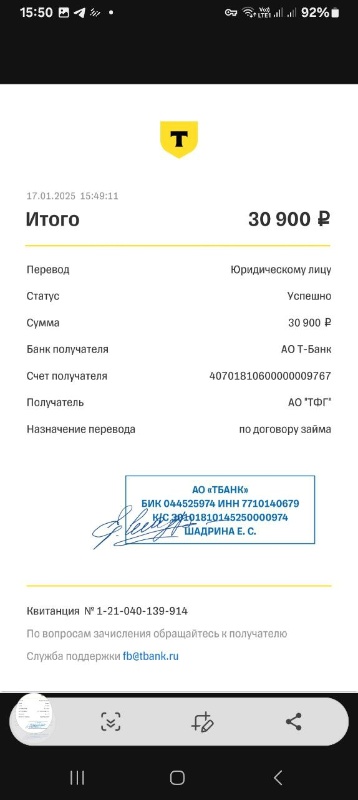 15:50
Vo)) LTE1
92%
Т
17.01.2025 15:49:11
Итого 30 900 ₽
Перевод Юридическому лицу
Статус Успешно
Сумма 30 900 ₽
Банк получателя АО Т-Банк
Счет получателя 40701810600000009767
Получатель АО "ТФГ"
Назначение перевода по договору займа
АО «ТБАНК»
БИК 044525974 ИНН 7710140679
К/С 30101810145250000974
ШАДРИНА Е. С.
Квитанция № 1-21-040-139-914
По вопросам зачисления обращайтесь к получателю
Служба поддержки fb@tbank.ru